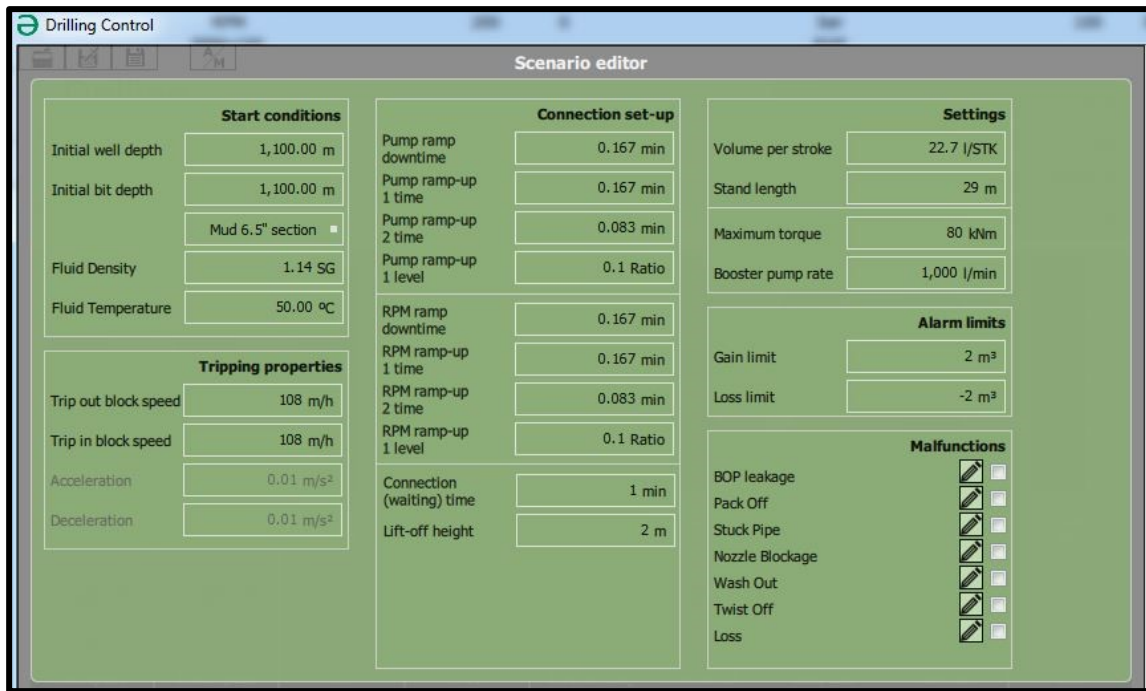 Drilling Control
A/M
Scenario editor
Start conditions
Initial well depth 1,100.00 m
Initial bit depth 1,100.00 m
Mud 6.5" section
Fluid Density 1.14 SG
Fluid Temperature 50.00 ºC
Tripping properties
Trip out block speed 108 m/h
Trip in block speed 108 m/h
Acceleration 0.01 m/s²
Deceleration 0.01 m/s²
Connection set-up
Pump ramp
downtime 0.167 min
Pump ramp-up
1 time 0.167 min
Pump ramp-up
2 time 0.083 min
Pump ramp-up
1 level 0.1 Ratio
RPM ramp
downtime 0.167 min
RPM ramp-up
1 time 0.167 min
RPM ramp-up
2 time 0.083 min
RPM ramp-up
1 level 0.1 Ratio
Connection
(waiting) time 1 min
Lift-off height 2 m
Settings
Volume per stroke 22.7 l/STK
Stand length 29 m
Maximum torque 80 kNm
Booster pump rate 1,000 l/min
Alarm limits
Gain limit 2 m³
Loss limit -2 m³
Malfunctions
BOP leakage
Pack Off
Stuck Pipe
Nozzle Blockage
Wash Out
Twist Off
Loss